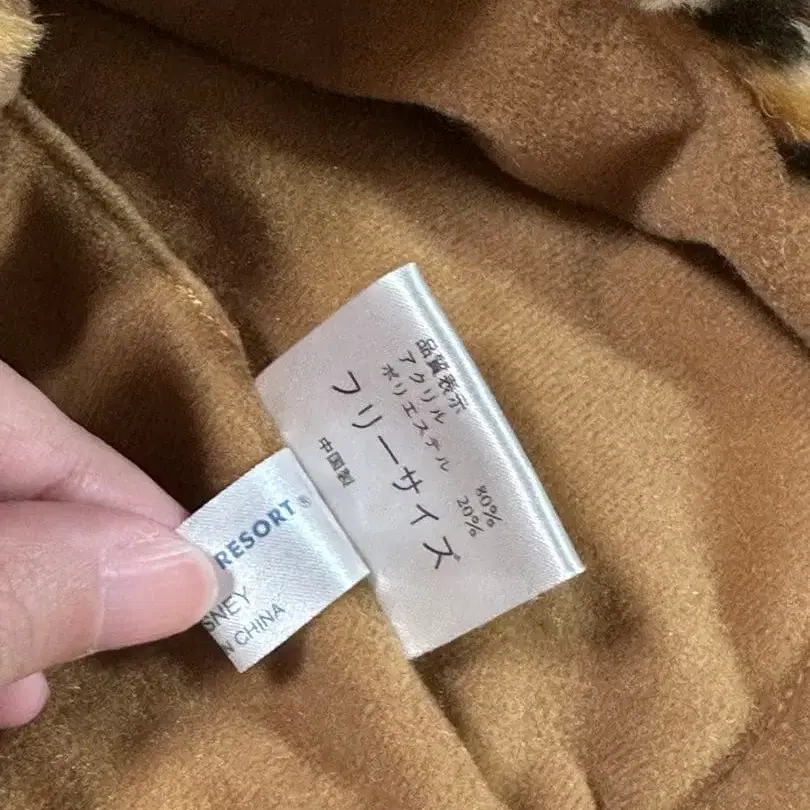 品質表示
アクリル 80%
ポリエステル 20%
フリーサイズ
中国製
RESORT®
SNEY
N CHINA